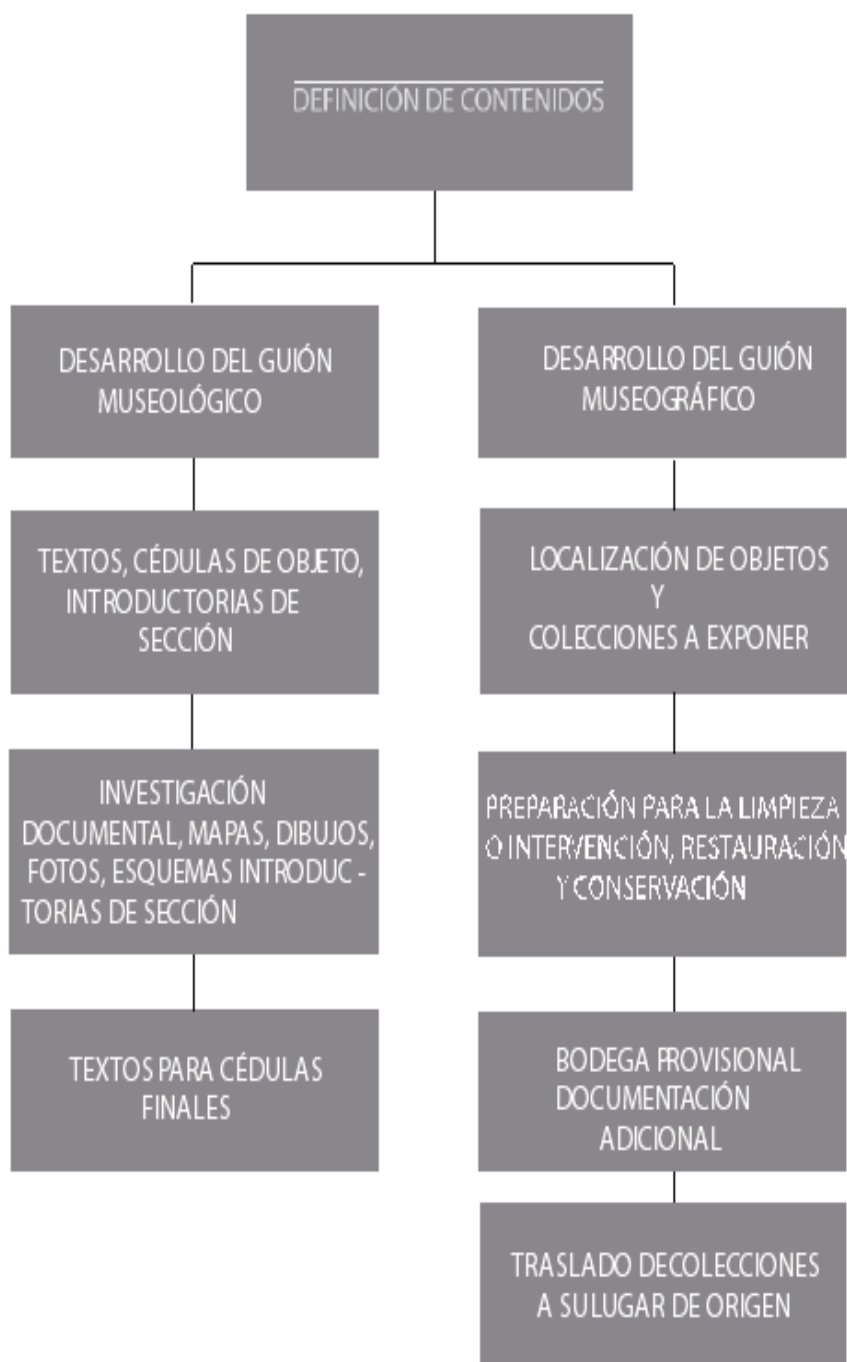 DEFINICIÓN DE CONTENIDOS
DESARROLLO DEL GUIÓN
MUSEOLÓGICO
TEXTOS, CÉDULAS DE OBJETO,
INTRODUCTORIAS DE
SECCIÓN
INVESTIGACIÓN
DOCUMENTAL, MAPAS, DIBUJOS,
FOTOS, ESQUEMAS INTRODUC -
TORIAS DE SECCIÓN
TEXTOS PARA CÉDULAS
FINALES
DESARROLLO DEL GUIÓN
MUSEOGRÁFICO
LOCALIZACIÓN DE OBJETOS
Y
COLECCIONES A EXPONER
PREPARACIÓN PARA LA LIMPIEZA
O INTERVENCIÓN, RESTAURACIÓN
Y CONSERVACIÓN
BODEGA PROVISIONAL
DOCUMENTACIÓN
ADICIONAL
TRASLADO DECOLECCIONES
A SULUGAR DE ORIGEN